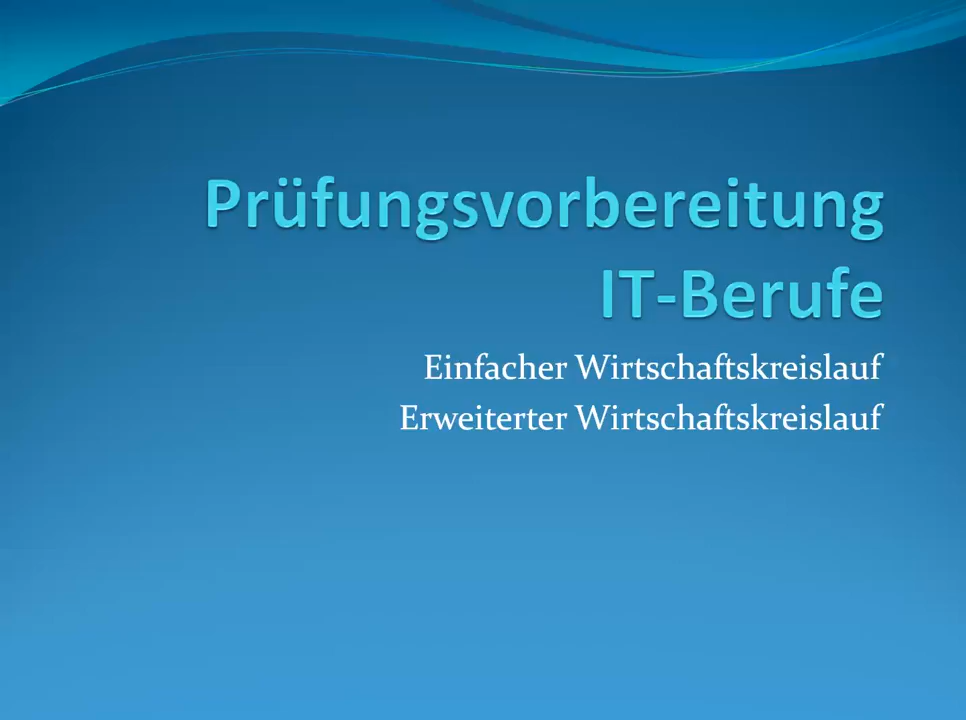 Prüfungsvorbereitung
IT-Berufe
Einfacher Wirtschaftskreislauf
Erweiterter Wirtschaftskreislauf